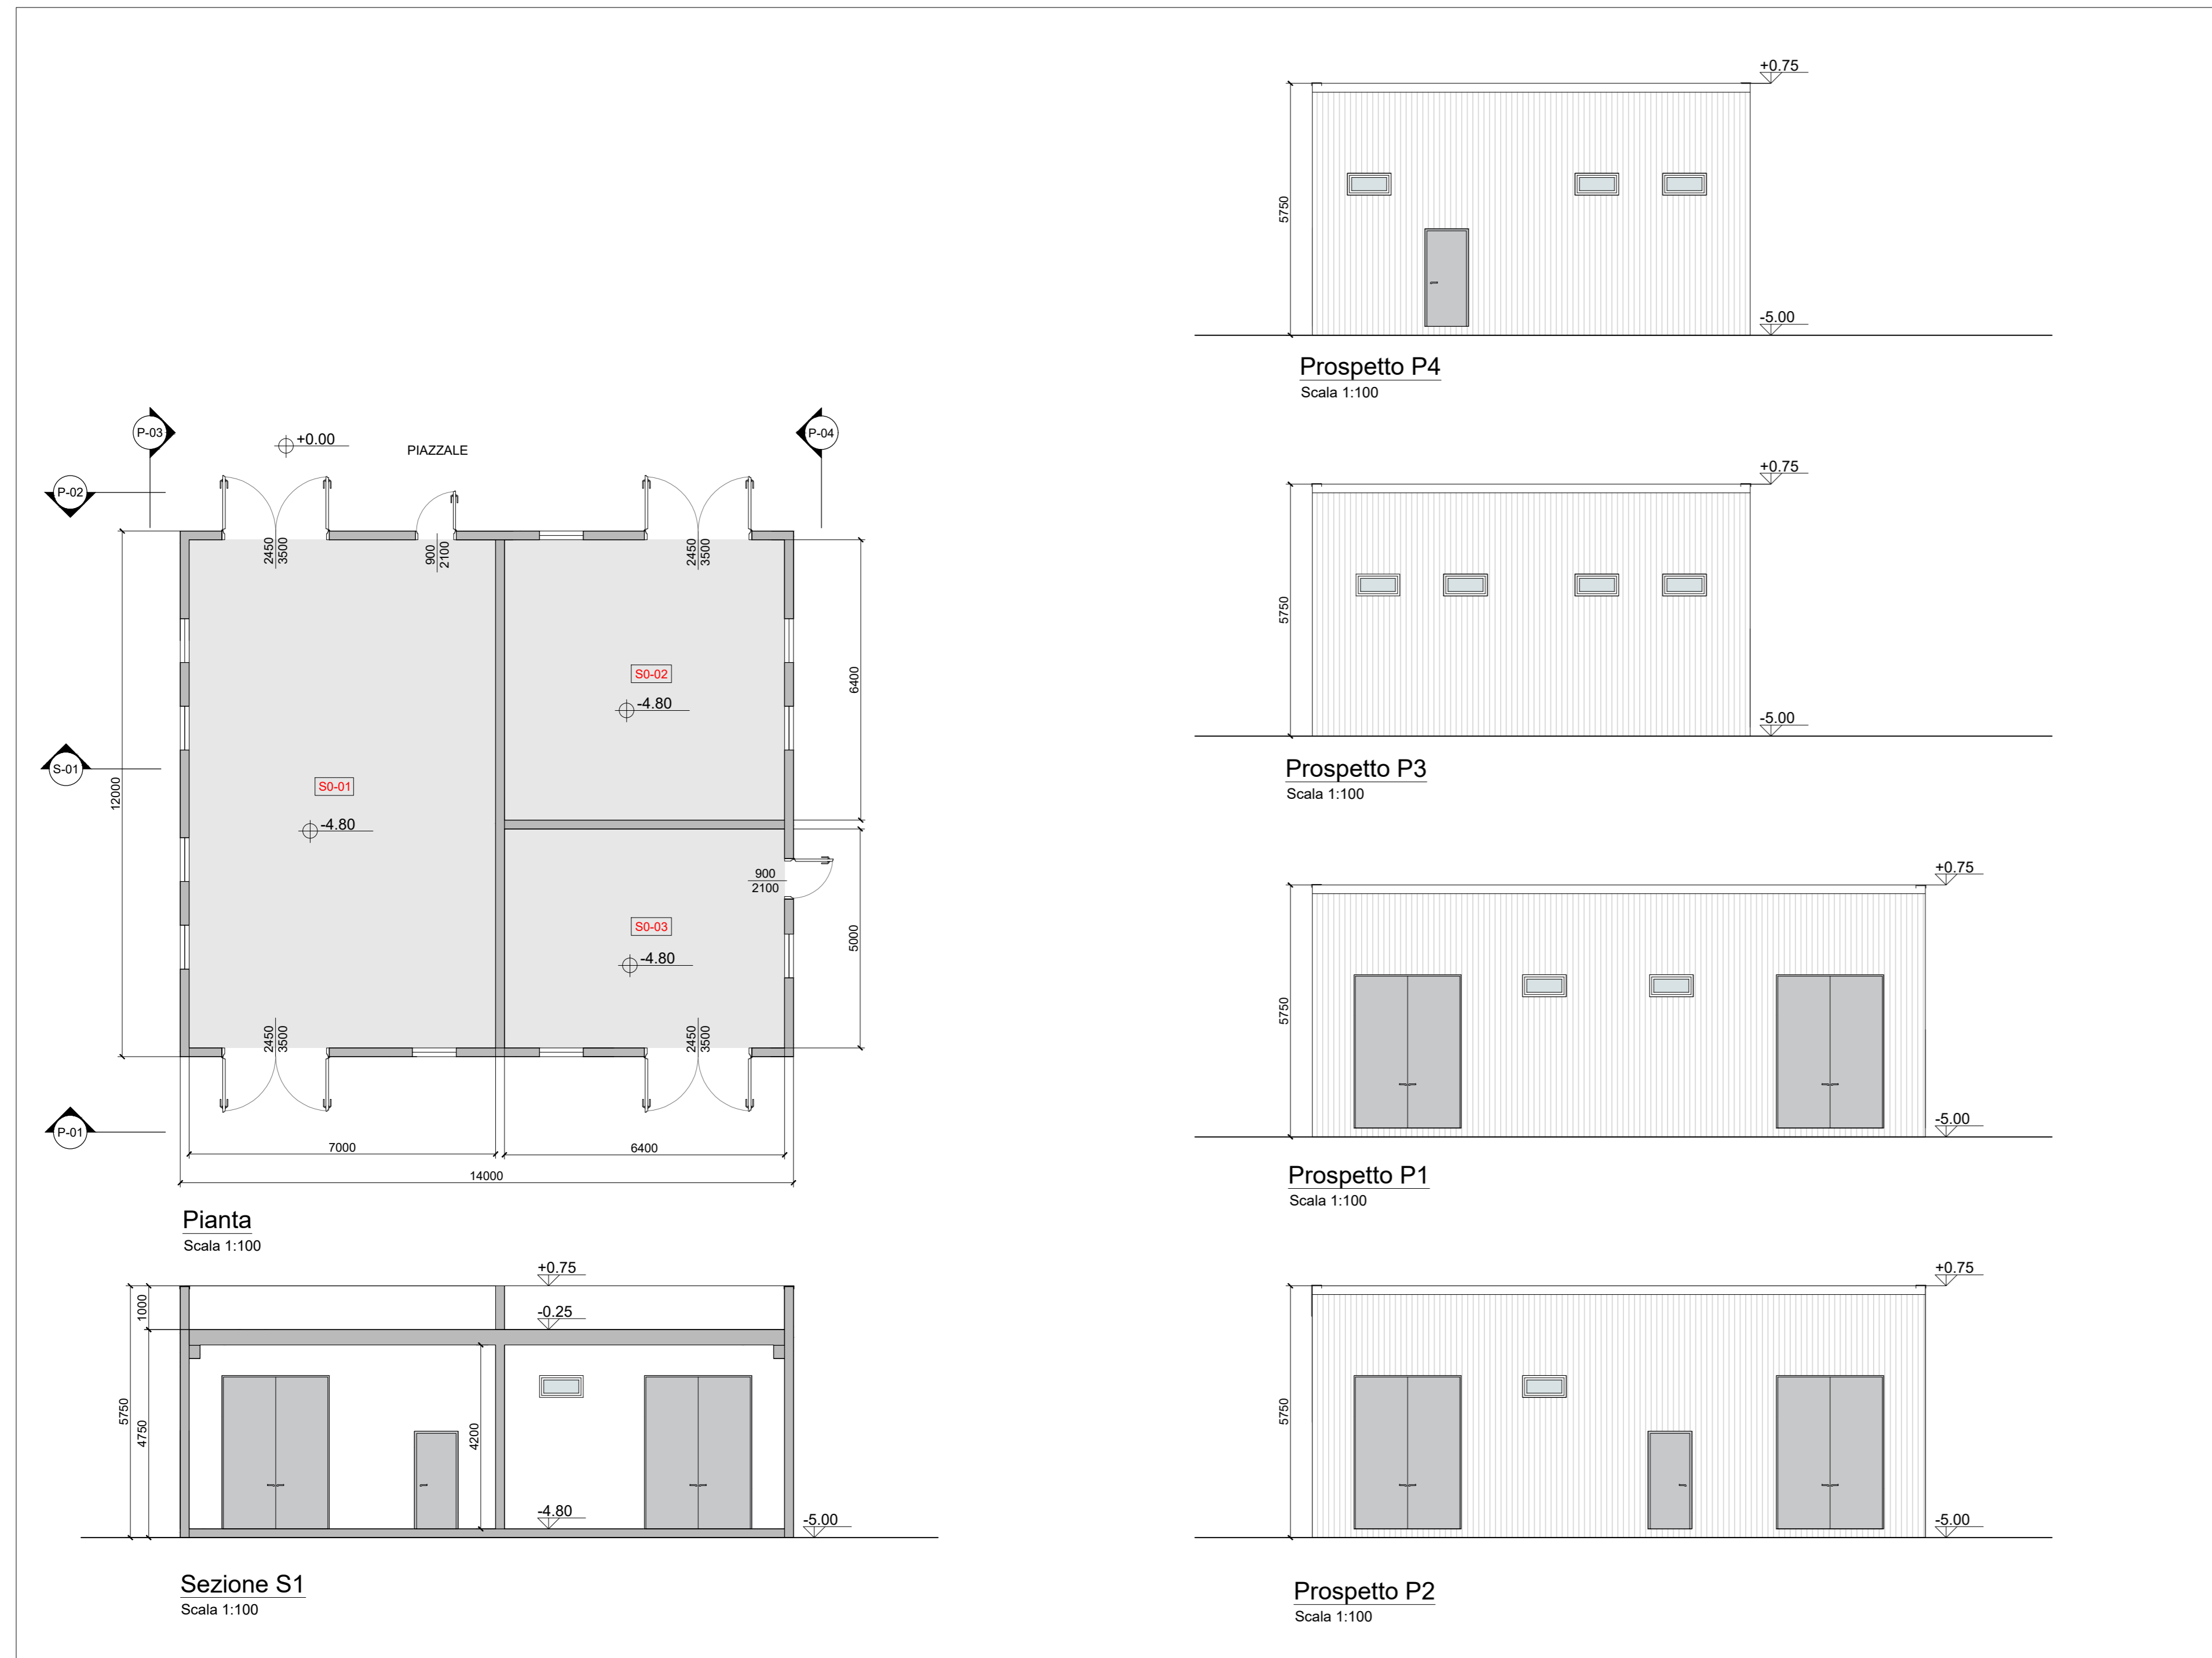 P-03
+0.00
PIAZZALE
P-04
P-02
2450
3500
900
2100
2450
3500
S0-02
-4.80
6400
S-01
12000
S0-01
-4.80
900
2100
S0-03
-4.80
5000
2450
3500
2450
3500
P-01
7000
6400
14000
Pianta
Scala 1:100
+0.75
1000
-0.25
5750
4750
4200
-4.80
-5.00
Sezione S1
Scala 1:100
+0.75
5750
-5.00
Prospetto P4
Scala 1:100
+0.75
5750
-5.00
Prospetto P3
Scala 1:100
+0.75
5750
-5.00
Prospetto P1
Scala 1:100
+0.75
5750
-5.00
Prospetto P2
Scala 1:100